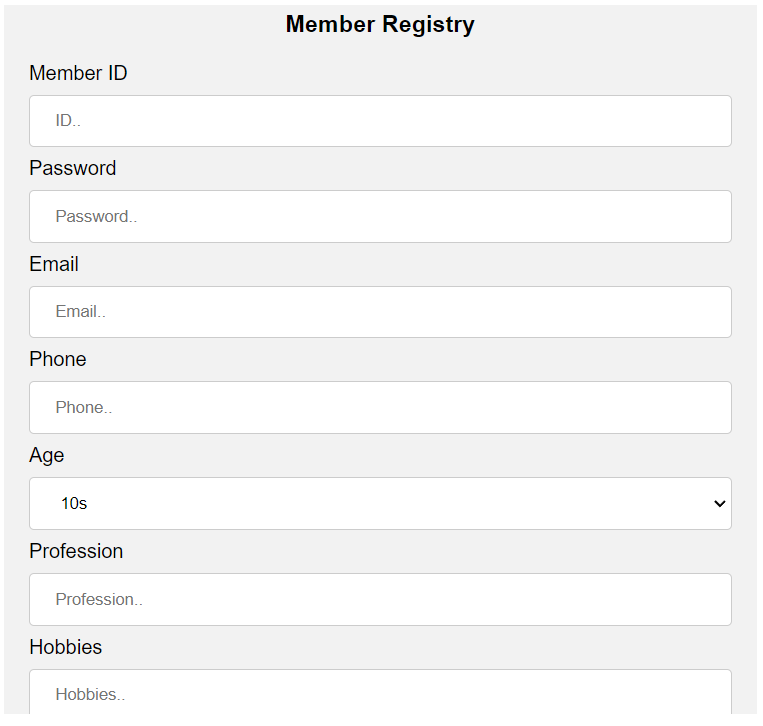 Member Registry
Member ID
ID..
Password
Password..
Email
Email..
Phone
Phone..
Age
10s
Profession
Profession..
Hobbies
Hobbies..